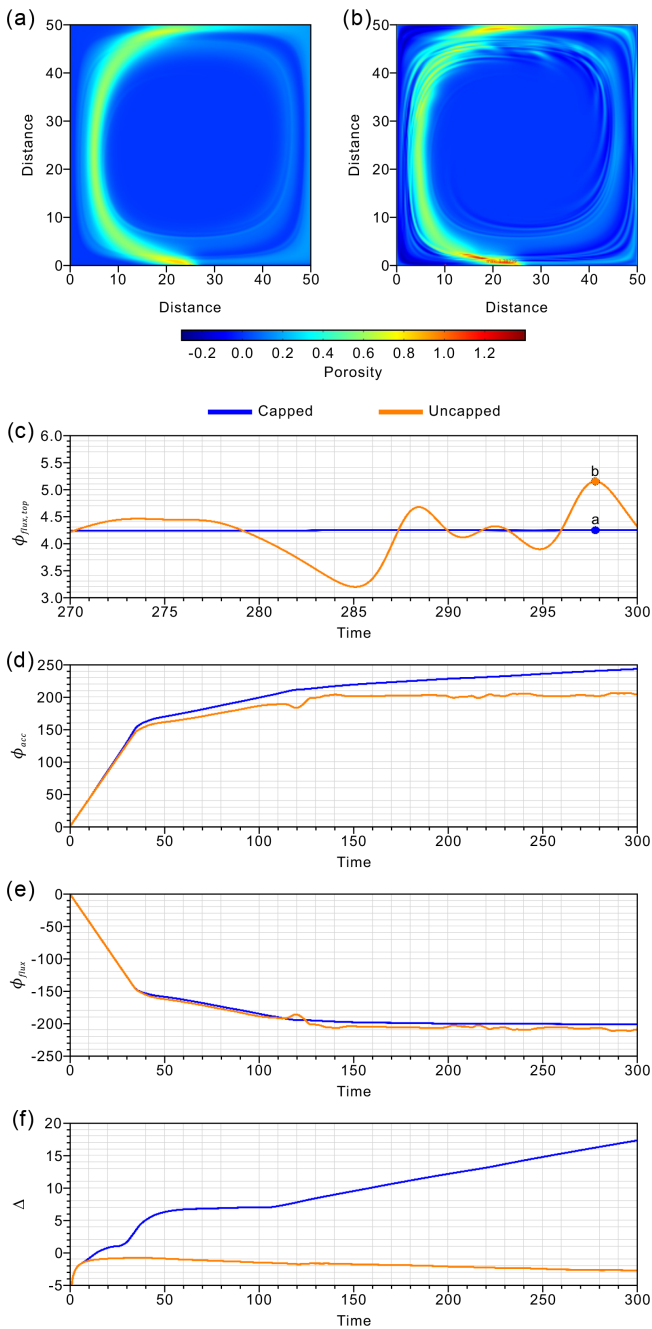 (a) (b)
Distance Distance
50 50
40 40
30 30
20 20
10 10
0 0
0 10 20 30 40 50 0 10 20 30 40 50
Distance Distance
-0.2 0.0 0.2 0.4 0.6 0.8 1.0 1.2
Porosity
Capped Uncapped
(c)
ϕflux,top
6.0
5.5
5.0
4.5
4.0
3.5
3.0
b
a
270 275 280 285 290 295 300
Time
(d)
ϕacc
250
200
150
100
50
0
0 50 100 150 200 250 300
Time
(e)
ϕflux
0
-50
-100
-150
-200
-250
0 50 100 150 200 250 300
Time
(f)
Δ
20
15
10
5
0
-5
0 50 100 150 200 250 300
Time